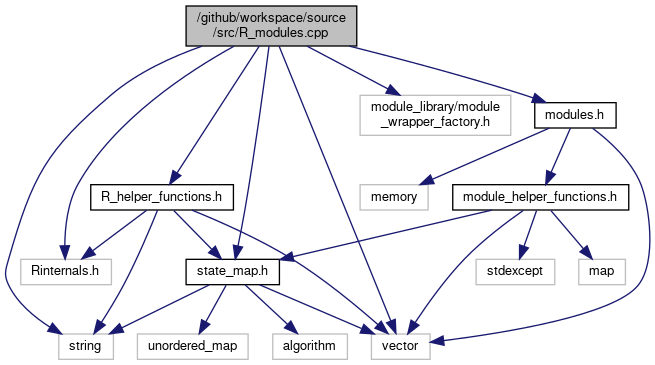 /github/workspace/source
/src/R_modules.cpp
module_library/module
_wrapper_factory.h
modules.h
R_helper_functions.h
memory
module_helper_functions.h
Rinternals.h
state_map.h
stdexcept
map
string
unordered_map
algorithm
vector